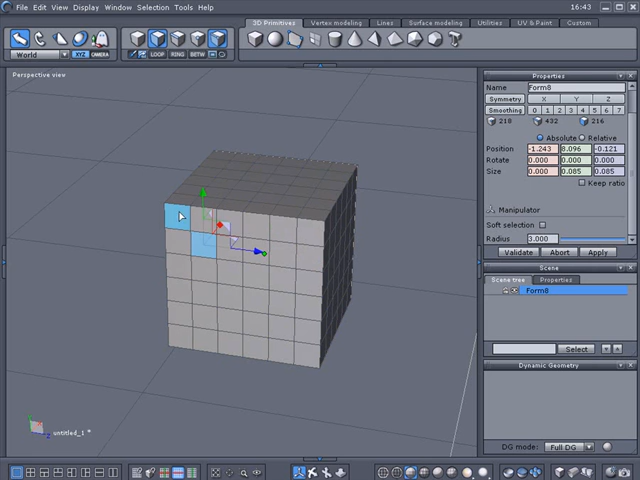 File Edit View Display Window Selection Tools Help
16:43
3D Primitives Vertex modeling Lines Surface modeling Utilities UV & Paint Custom
World XYZ CAMERA
LOOP RING BETW
Perspective view
Properties
Name Form8
Symmetry X Y Z
Smoothing 0 1 2 3 4 5 6 7
218 432 216
Absolute Relative
Position -1.243 8.096 -0.121
Rotate 0.000 0.000 0.000
Size 0.000 0.085 0.085
Keep ratio
Manipulator
Soft selection
Radius 3.000
Validate Abort Apply
Scene
Scene tree Properties
Form8
Select
Dynamic Geometry
DG mode: Full DG
untitled_1 *